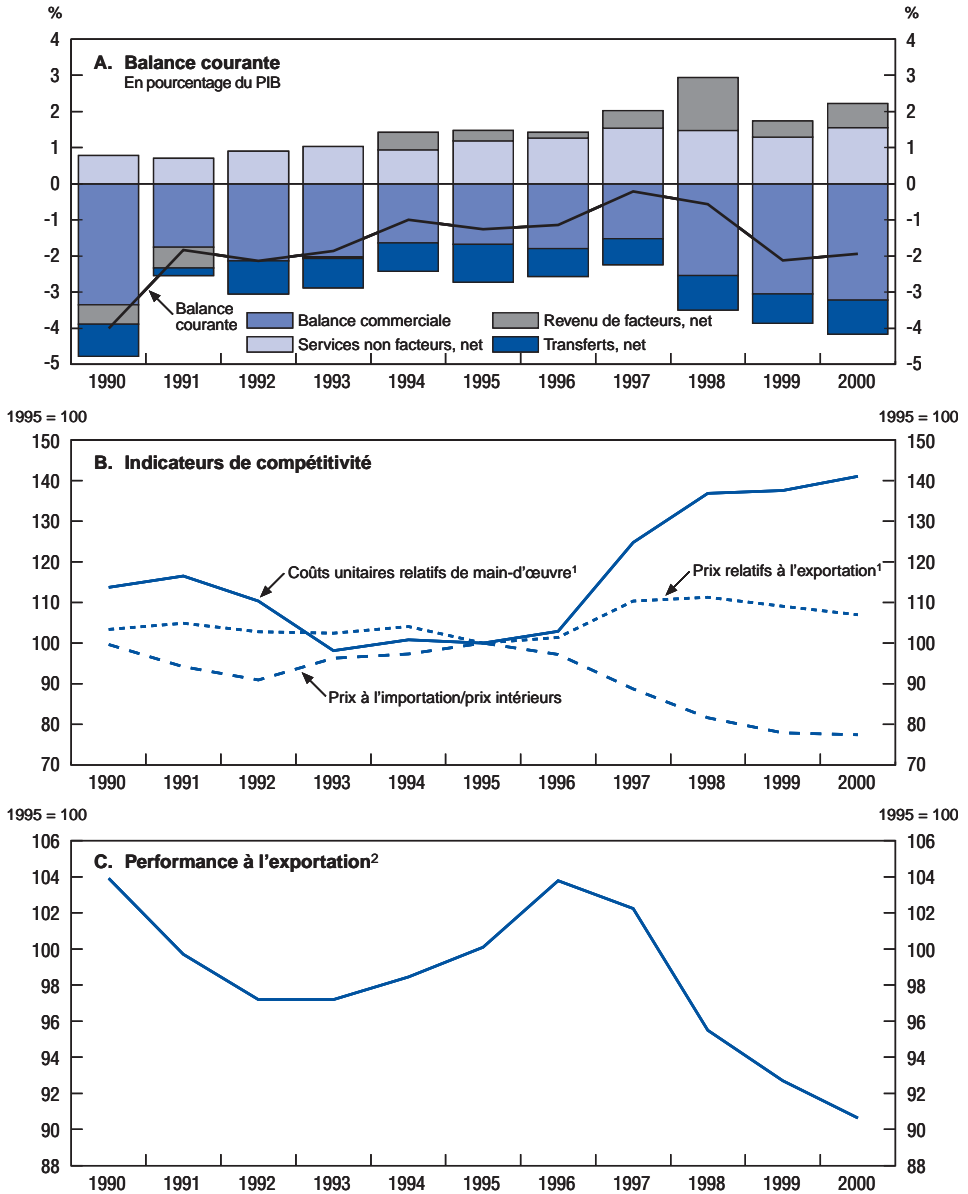 % %
A. Balance courante
En pourcentage du PIB
4 4
3 3
2 2
1 1
0 0
-1 -1
-2 -2
-3 -3
-4 -4
-5 -5
Balance
courante
Balance commerciale
Revenu de facteurs, net
Services non facteurs, net
Transferts, net
1990 1991 1992 1993 1994 1995 1996 1997 1998 1999 2000
1995 = 100 1995 = 100
B. Indicateurs de compétitivité
150 150
140 140
130 130
120 120
110 110
100 100
90 90
80 80
70 70
Coûts unitaires relatifs de main-d'œuvre¹
Prix relatifs à l'exportation¹
Prix à l'importation/prix intérieurs
1990 1991 1992 1993 1994 1995 1996 1997 1998 1999 2000
1995 = 100 1995 = 100
C. Performance à l'exportation²
106 106
104 104
102 102
100 100
98 98
96 96
94 94
92 92
90 90
88 88
1990 1991 1992 1993 1994 1995 1996 1997 1998 1999 2000